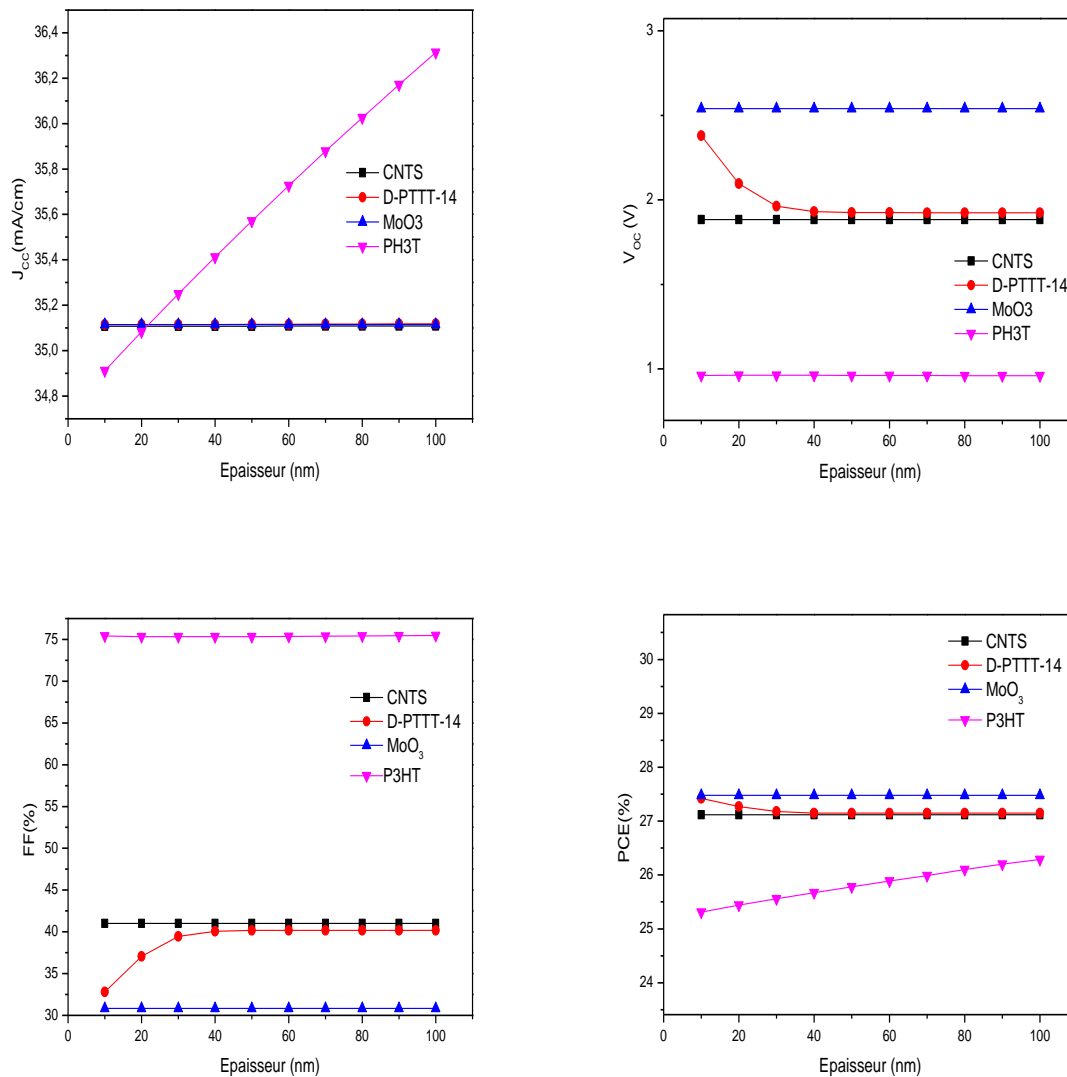 36,4
36,2
36,0
35,8
35,6
35,4
35,2
35,0
34,8
J_CC(mA/cm)
0 20 40 60 80 100
Epaisseur (nm)
CNTS
D-PTTT-14
MoO3
PH3T
3
2
1
V_OC (V)
0 20 40 60 80 100
Epaisseur (nm)
CNTS
D-PTTT-14
MoO3
PH3T
75
70
65
60
55
50
45
40
35
30
FF(%)
0 20 40 60 80 100
Epaisseur (nm)
CNTS
D-PTTT-14
MoO₃
P3HT
30
29
28
27
26
25
24
PCE(%)
0 20 40 60 80 100
Epaisseur (nm)
CNTS
D-PTTT-14
MoO₃
P3HT